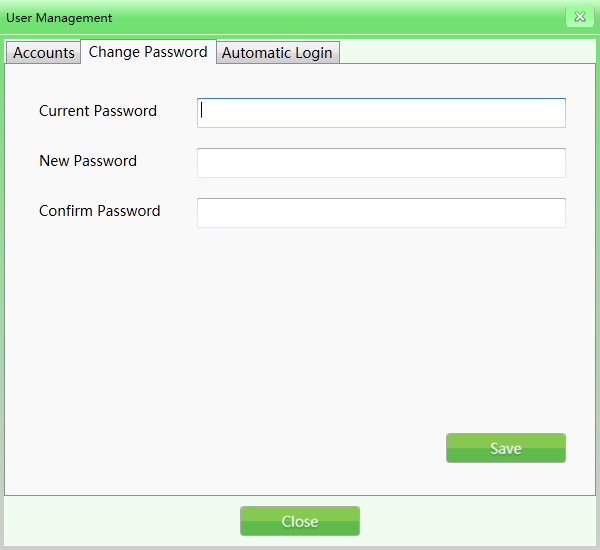 User Management
Accounts Change Password Automatic Login
Current Password
New Password
Confirm Password
Save
Close